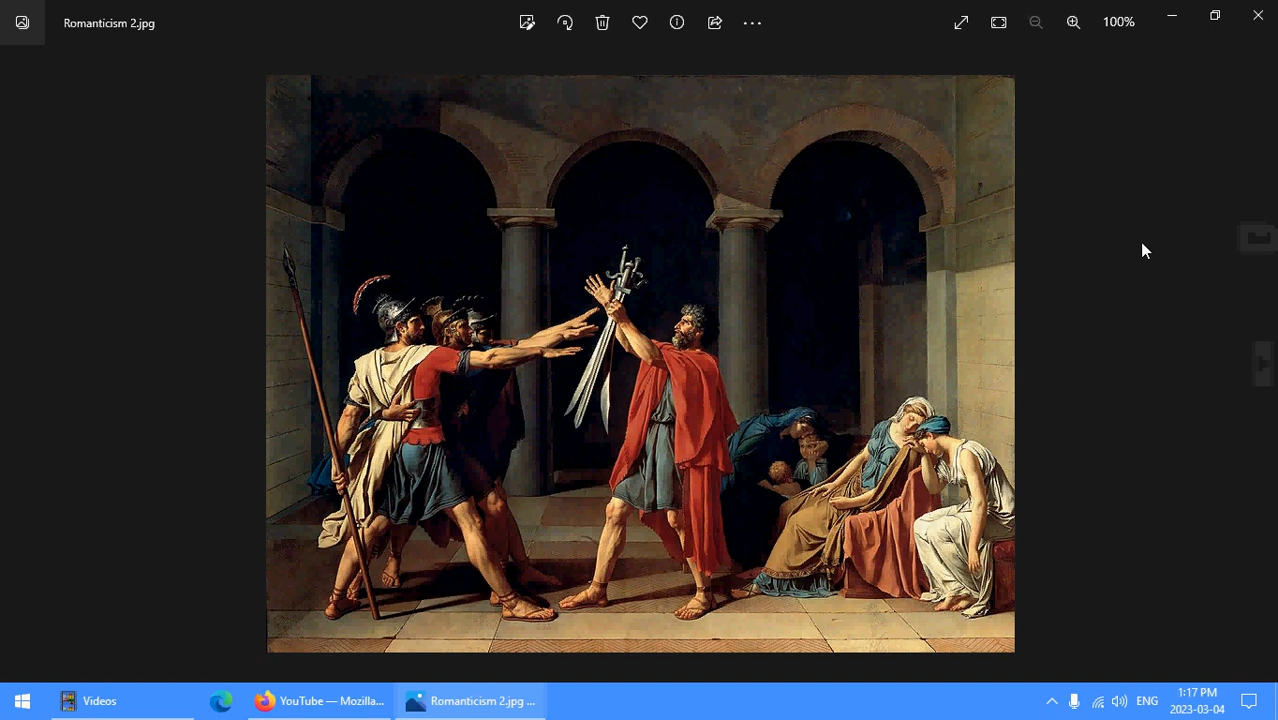 Romanticism 2.jpg
100%
Videos
YouTube — Mozilla...
Romanticism 2.jpg ...
ENG
1:17 PM
2023-03-04